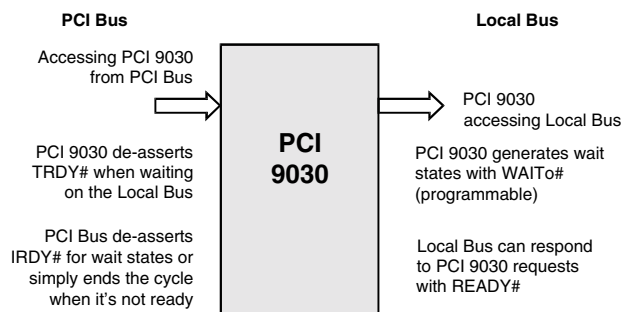 PCI Bus
Local Bus
Accessing PCI 9030
from PCI Bus
PCI 9030 de-asserts
TRDY# when waiting
on the Local Bus
PCI Bus de-asserts
IRDY# for wait states or
simply ends the cycle
when it's not ready
PCI
9030
PCI 9030
accessing Local Bus
PCI 9030 generates wait
states with WAITo#
(programmable)
Local Bus can respond
to PCI 9030 requests
with READY#